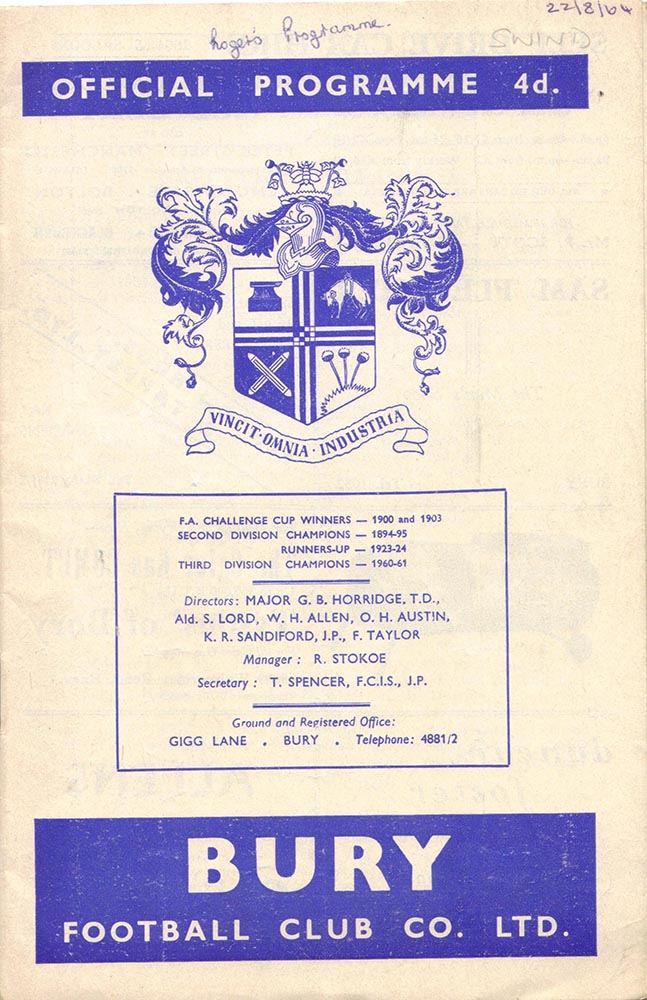 22/8/64
Roger's Programme.
OFFICIAL PROGRAMME 4d.
VINCIT · OMNIA · INDUSTRIA
F.A. CHALLENGE CUP WINNERS — 1900 and 1903
SECOND DIVISION CHAMPIONS — 1894-95
RUNNERS-UP — 1923-24
THIRD DIVISION CHAMPIONS — 1960-61
Directors: MAJOR G. B. HORRIDGE, T.D.,
Ald. S. LORD, W. H. ALLEN, O. H. AUSTIN,
K. R. SANDIFORD, J.P., F. TAYLOR
Manager : R. STOKOE
Secretary : T. SPENCER, F.C.I.S., J.P.
Ground and Registered Office:
GIGG LANE . BURY . Telephone: 4881/2
BURY
FOOTBALL CLUB CO. LTD.